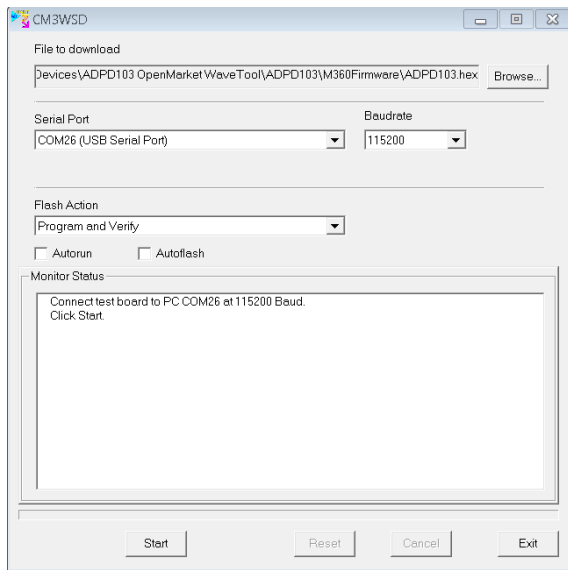 CM3WSD
File to download
Devices\ADPD103 OpenMarket WaveTool\ADPD103\M360Firmware\ADPD103.hex
Browse...
Serial Port
Baudrate
COM26 (USB Serial Port)
115200
Flash Action
Program and Verify
Autorun
Autoflash
Monitor Status
Connect test board to PC COM26 at 115200 Baud.
Click Start.
Start
Reset
Cancel
Exit